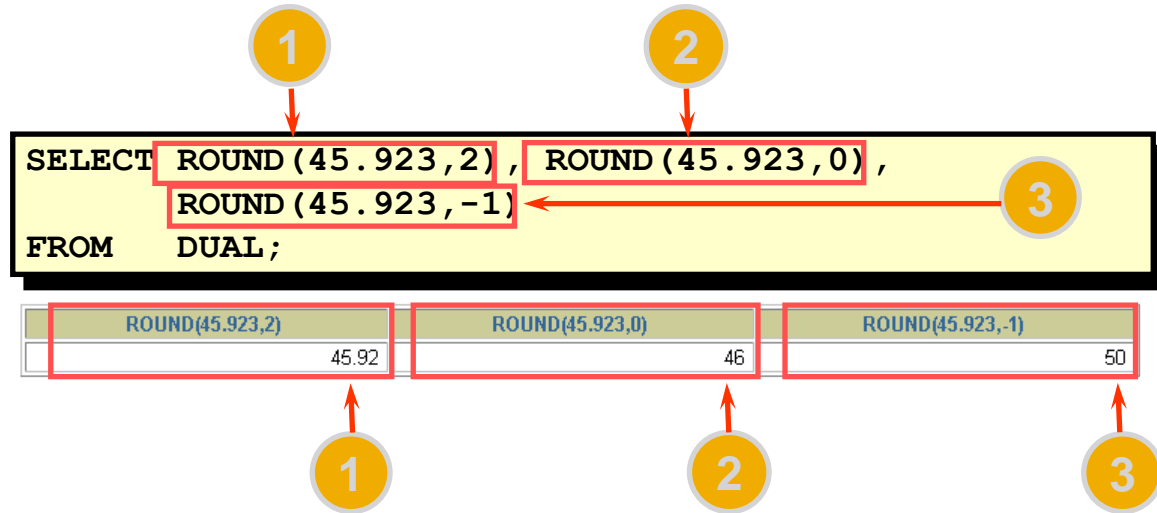 1 2
SELECT ROUND(45.923,2), ROUND(45.923,0),
ROUND(45.923,-1) 3
FROM DUAL;
ROUND(45.923,2) ROUND(45.923,0) ROUND(45.923,-1)
45.92 46 50
1 2 3